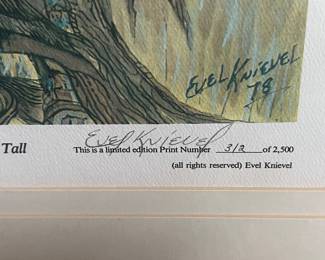 EVEL KNIEVEL
78
Evel Knievel
Tall
This is a limited edition Print Number 312 of 2,500
(all rights reserved) Evel Knievel